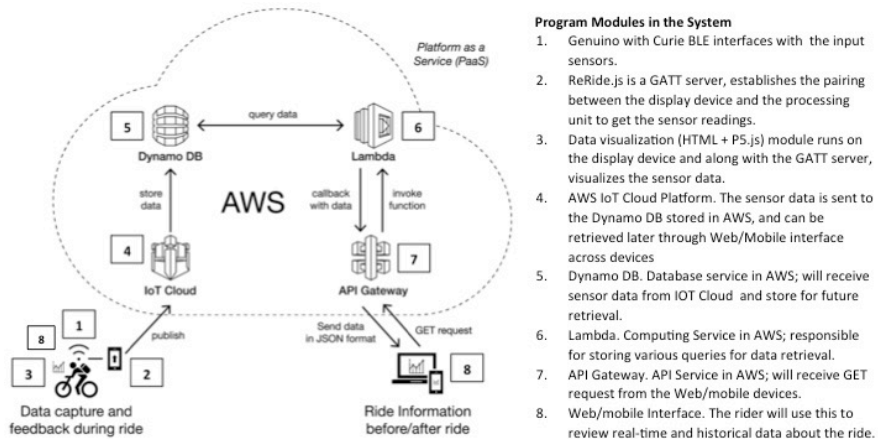 Platform as a
Service (PaaS)
5
query data
6
Dynamo DB
Lambda
store
data
AWS
callback
with data
invoke
function
4
7
IoT Cloud
API Gateway
1
8
publish
Send data
in JSON format
GET request
3
2
8
Data capture and
feedback during ride
Ride Information
before/after ride
Program Modules in the System
1. Genuino with Curie BLE interfaces with the input
sensors.
2. ReRide.js is a GATT server, establishes the pairing
between the display device and the processing
unit to get the sensor readings.
3. Data visualization (HTML + P5.js) module runs on
the display device and along with the GATT server,
visualizes the sensor data.
4. AWS IoT Cloud Platform. The sensor data is sent to
the Dynamo DB stored in AWS, and can be
retrieved later through Web/Mobile interface
across devices
5. Dynamo DB. Database service in AWS; will receive
sensor data from IOT Cloud and store for future
retrieval.
6. Lambda. Computing Service in AWS; responsible
for storing various queries for data retrieval.
7. API Gateway. API Service in AWS; will receive GET
request from the Web/mobile devices.
8. Web/mobile Interface. The rider will use this to
review real-time and historical data about the ride.